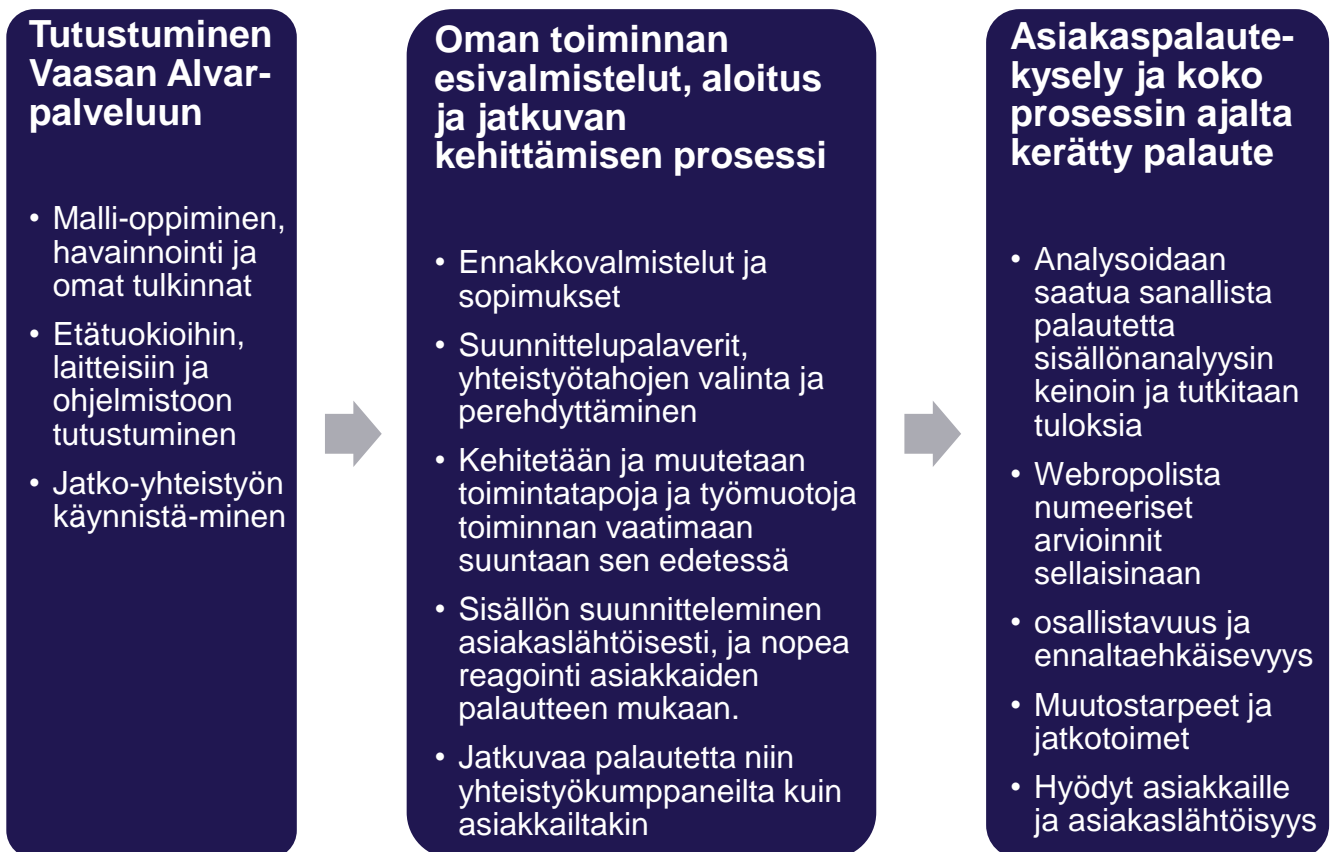 Tutustuminen
Vaasan Alvar-
palveluun
• Malli-oppiminen,
havainnointi ja
omat tulkinnat
• Etätuokioihin,
laitteisiin ja
ohjelmistoon
tutustuminen
• Jatko-yhteistyön
käynnistä-minen
Oman toiminnan
esivalmistelut, aloitus
ja jatkuvan
kehittämisen prosessi
• Ennakkovalmistelut ja
sopimukset
• Suunnittelupalaverit,
yhteistyötahojen valinta ja
perehdyttäminen
• Kehitetään ja muutetaan
toimintatapoja ja työmuotoja
toiminnan vaatimaan
suuntaan sen edetessä
• Sisällön suunnitteleminen
asiakaslähtöisesti, ja nopea
reagointi asiakkaiden
palautteen mukaan.
• Jatkuvaa palautetta niin
yhteistyökumppaneilta kuin
asiakkailtakin
Asiakaspalaute-
kysely ja koko
prosessin ajalta
kerätty palaute
• Analysoidaan
saatua sanallista
palautetta
sisällönanalyysin
keinoin ja tutkitaan
tuloksia
• Webropolista
numeeriset
arvioinnit
sellaisinaan
• osallistavuus ja
ennaltaehkäisevyys
• Muutostarpeet ja
jatkotoimet
• Hyödyt asiakkaille
ja asiakaslähtöisyys